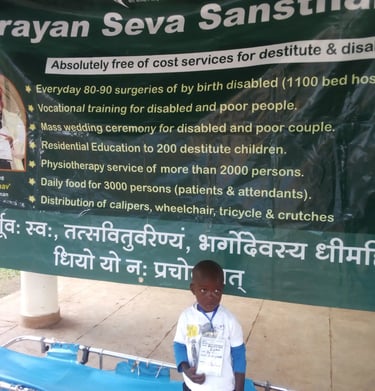 rayan Seva Sansthan
Absolutely free of cost services for destitute & disa
Everyday 80-90 surgeries of by birth disabled (1100 bed hos
Vocational training for disabled and poor people.
Mass wedding ceremony for disabled and poor couple.
Residential Education to 200 destitute children.
Physiotherapy service of more than 2000 persons.
Daily food for 3000 persons (patients & attendants).
Distribution of calipers, wheelchair, tricycle & crutches
र्भूवः स्वः, तत्सवितुर्वरेण्यं, भर्गोदेवस्य धीमहि
धियो यो नः प्रचोदयात्